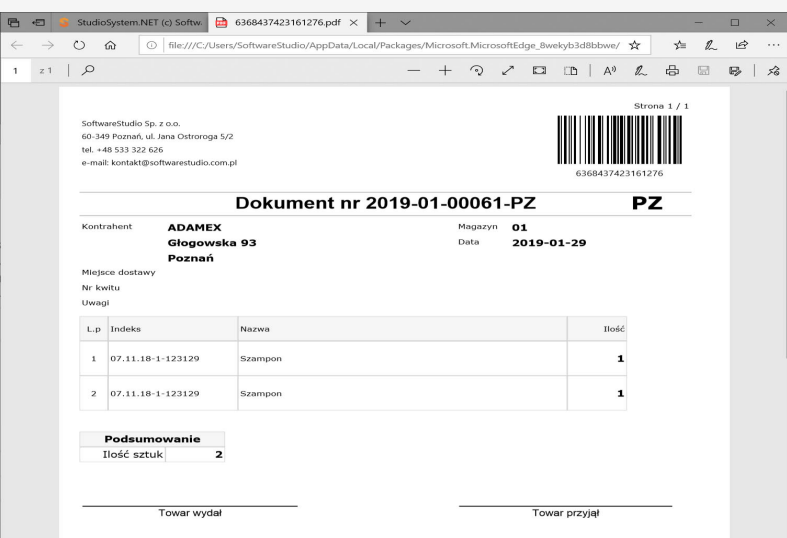 StudioSystem.NET (c) Softw.
6368437423161276.pdf
file:///C:/Users/SoftwareStudio/AppData/Local/Packages/Microsoft.MicrosoftEdge_8wekyb3d8bbwe/
1 z 1
Strona 1 / 1
SoftwareStudio Sp. z o.o.
60-349 Poznań, ul. Jana Ostroroga 5/2
tel. +48 533 322 626
e-mail: kontakt@softwarestudio.com.pl
6368437423161276
Dokument nr 2019-01-00061-PZ PZ
Kontrahent ADAMEX Magazyn 01
Głogowska 93 Data 2019-01-29
Poznań
Miejsce dostawy
Nr kwitu
Uwagi
L.p Indeks Nazwa Ilość
1 07.11.18-1-123129 Szampon 1
2 07.11.18-1-123129 Szampon 1
Podsumowanie
Ilość sztuk 2
Towar wydał Towar przyjął